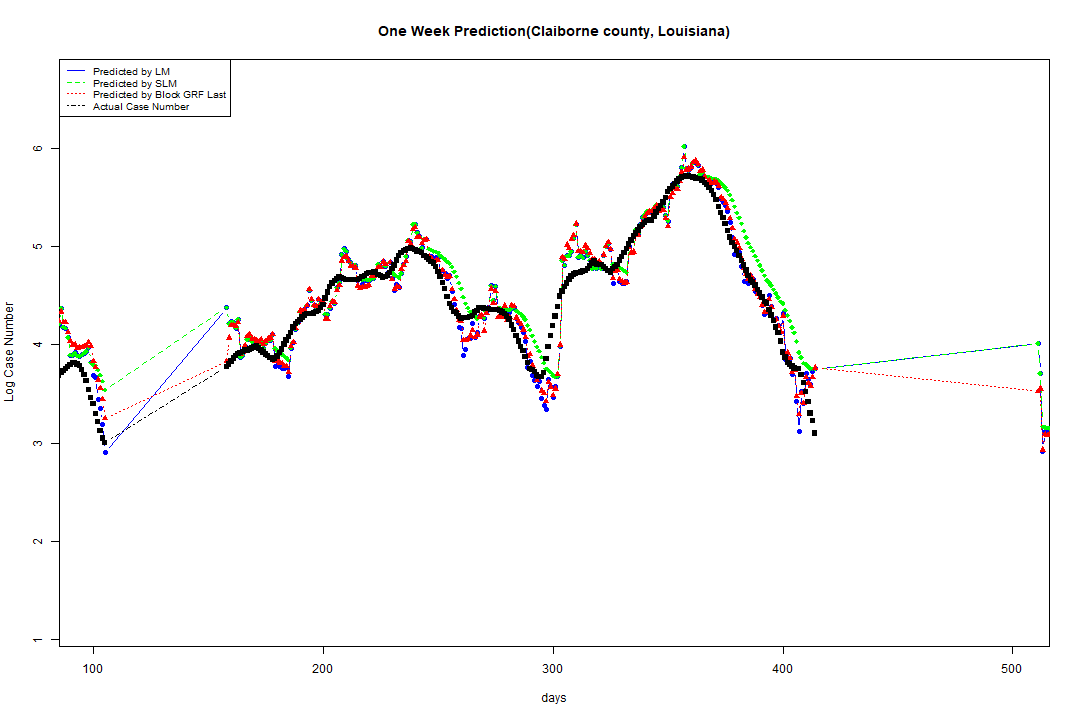 One Week Prediction(Claiborne county, Louisiana)
Predicted by LM
Predicted by SLM
Predicted by Block GRF Last
Actual Case Number
Log Case Number
6
5
4
3
2
1
100 200 300 400 500
days